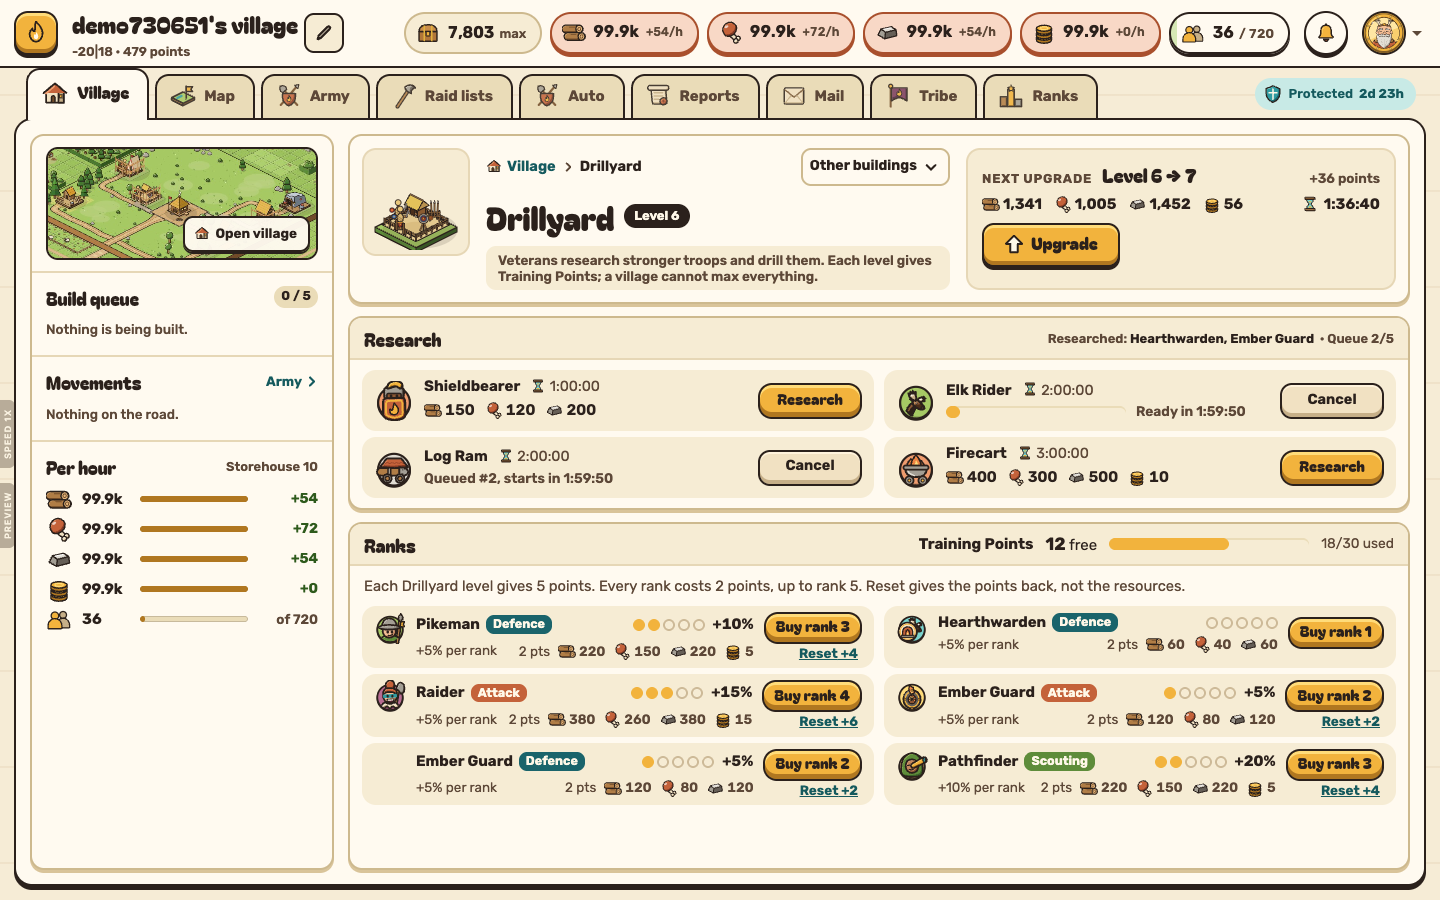 demo730651's village
-20|18 • 479 points
7,803 max
99.9k +54/h
99.9k +72/h
99.9k +54/h
99.9k +0/h
36 / 720
Village
Map
Army
Raid lists
Auto
Reports
Mail
Tribe
Ranks
Protected 2d 23h
SPEED 1X
PREVIEW
Open village
Build queue 0 / 5
Nothing is being built.
Movements Army
Nothing on the road.
Per hour Storehouse 10
99.9k +54
99.9k +72
99.9k +54
99.9k +0
36 of 720
Village > Drillyard
Other buildings
Drillyard Level 6
Veterans research stronger troops and drill them. Each level gives
Training Points; a village cannot max everything.
NEXT UPGRADE Level 6 → 7 +36 points
1,341 1,005 1,452 56 1:36:40
Upgrade
Research
Researched: Hearthwarden, Ember Guard • Queue 2/5
Shieldbearer 1:00:00
150 120 200
Research
Elk Rider 2:00:00
Ready in 1:59:50
Cancel
Log Ram 2:00:00
Queued #2, starts in 1:59:50
Cancel
Firecart 3:00:00
400 300 500 10
Research
Ranks
Training Points 12 free 18/30 used
Each Drillyard level gives 5 points. Every rank costs 2 points, up to rank 5. Reset gives the points back, not the resources.
Pikeman Defence +10% Buy rank 3
+5% per rank 2 pts 220 150 220 5 Reset +4
Hearthwarden Defence Buy rank 1
+5% per rank 2 pts 60 40 60
Raider Attack +15% Buy rank 4
+5% per rank 2 pts 380 260 380 15 Reset +6
Ember Guard Attack +5% Buy rank 2
+5% per rank 2 pts 120 80 120 Reset +2
Ember Guard Defence +5% Buy rank 2
+5% per rank 2 pts 120 80 120 Reset +2
Pathfinder Scouting +20% Buy rank 3
+10% per rank 2 pts 220 150 220 5 Reset +4